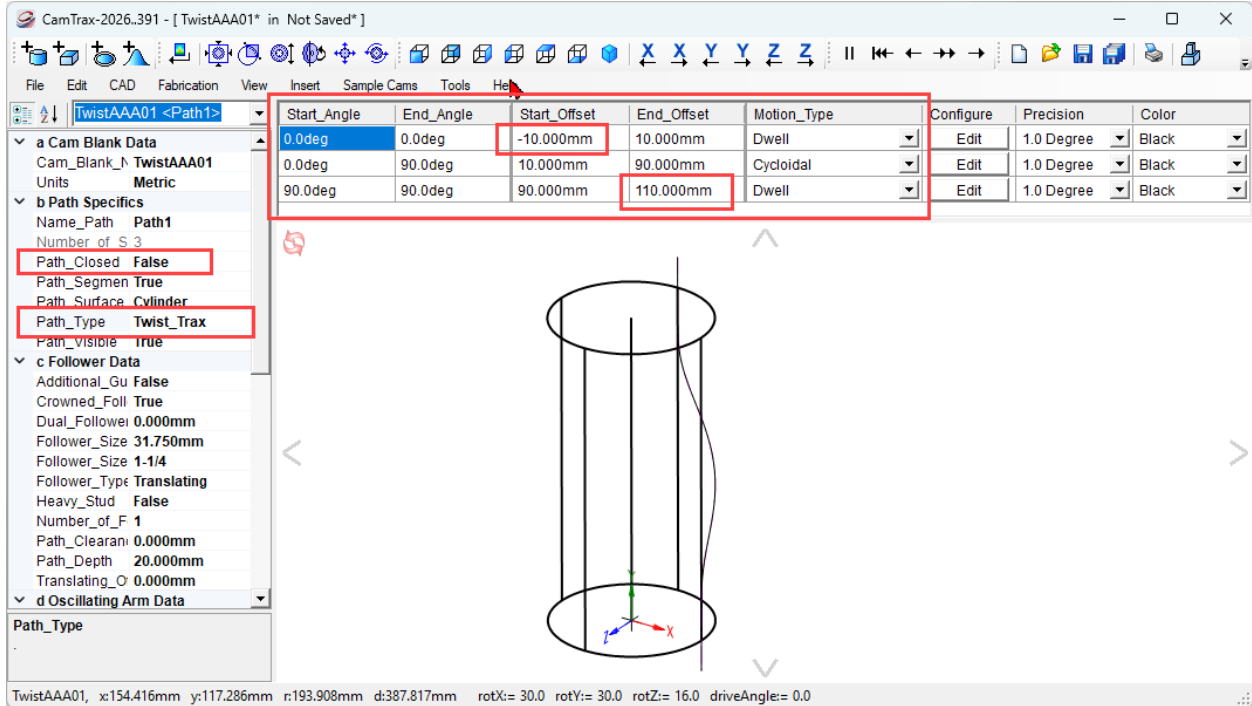 CamTrax-2026..391 - [ TwistAAA01* in Not Saved* ]
X X Y Y Z Z
File Edit CAD Fabrication View Insert Sample Cams Tools Help
TwistAAA01 <Path1>
Start_Angle End_Angle Start_Offset End_Offset Motion_Type Configure Precision Color
0.0deg 0.0deg -10.000mm 10.000mm Dwell Edit 1.0 Degree Black
0.0deg 90.0deg 10.000mm 90.000mm Cycloidal Edit 1.0 Degree Black
90.0deg 90.0deg 90.000mm 110.000mm Dwell Edit 1.0 Degree Black
a Cam Blank Data
Cam_Blank_N TwistAAA01
Units Metric
b Path Specifics
Name_Path Path1
Number_of_S 3
Path_Closed False
Path_Segmen True
Path_Surface Cylinder
Path_Type Twist_Trax
Path_Visible True
c Follower Data
Additional_Gu False
Crowned_Foll True
Dual_Follower 0.000mm
Follower_Size 31.750mm
Follower_Size 1-1/4
Follower_Type Translating
Heavy_Stud False
Number_of_F 1
Path_Clearan 0.000mm
Path_Depth 20.000mm
Translating_O 0.000mm
d Oscillating Arm Data
Path_Type
.
Y
Z X
TwistAAA01, x:154.416mm y:117.286mm r:193.908mm d:387.817mm rotX:= 30.0 rotY:= 30.0 rotZ:= 16.0 driveAngle:= 0.0